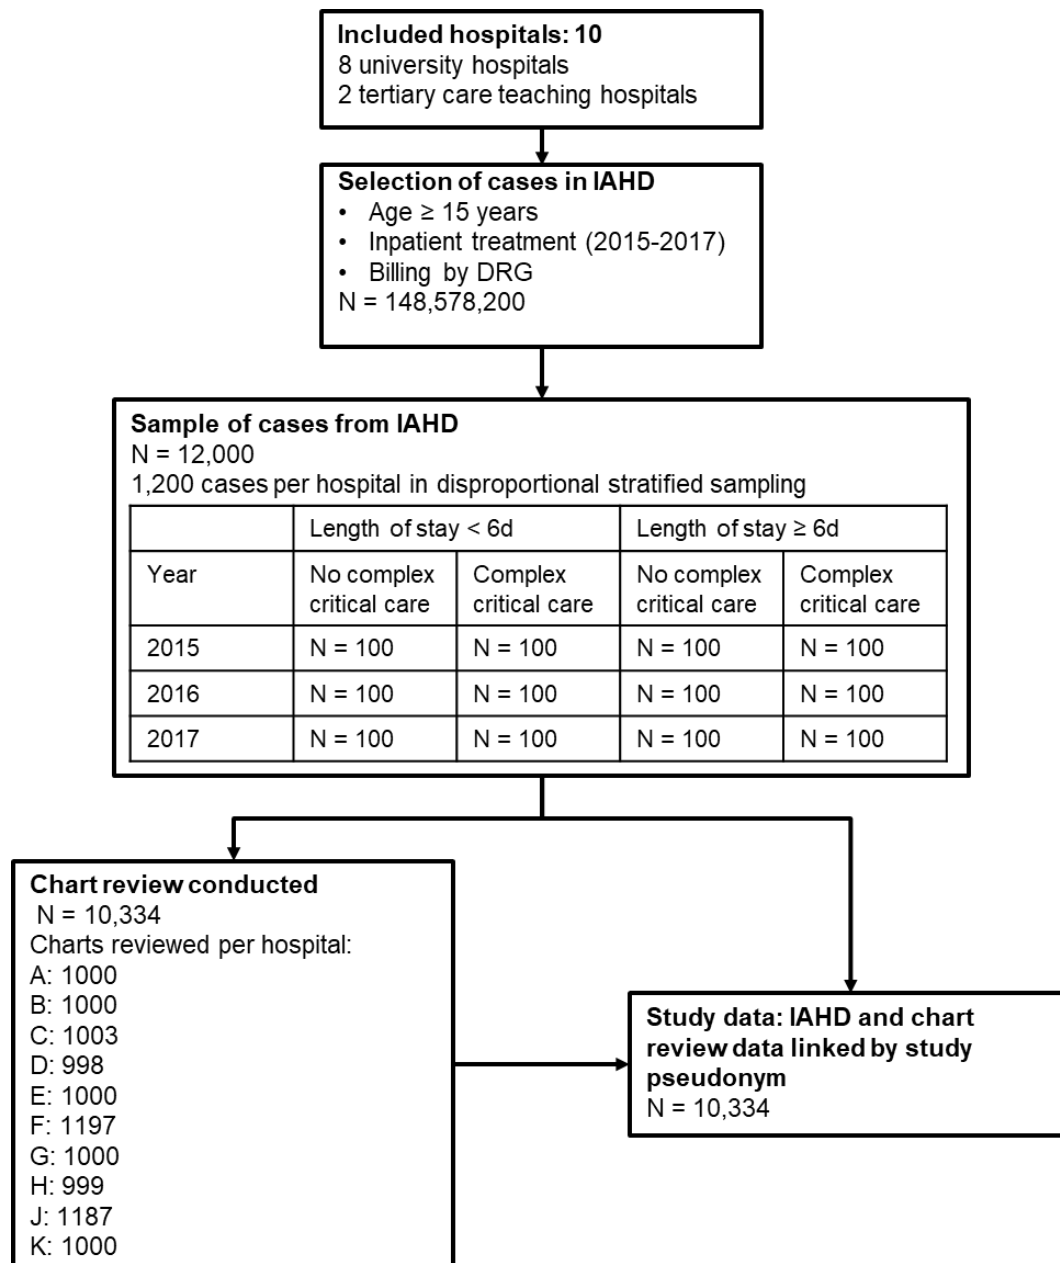 Included hospitals: 10
8 university hospitals
2 tertiary care teaching hospitals
Selection of cases in IAHD
• Age ≥ 15 years
• Inpatient treatment (2015-2017)
• Billing by DRG
N = 148,578,200
Sample of cases from IAHD
N = 12,000
1,200 cases per hospital in disproportional stratified sampling
Length of stay < 6d Length of stay ≥ 6d
Year No complex critical care Complex critical care No complex critical care Complex critical care
2015 N = 100 N = 100 N = 100 N = 100
2016 N = 100 N = 100 N = 100 N = 100
2017 N = 100 N = 100 N = 100 N = 100
Chart review conducted
N = 10,334
Charts reviewed per hospital:
A: 1000
B: 1000
C: 1003
D: 998
E: 1000
F: 1197
G: 1000
H: 999
J: 1187
K: 1000
Study data: IAHD and chart
review data linked by study
pseudonym
N = 10,334